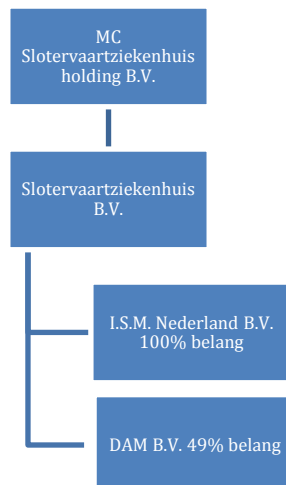 MC
Slotervaartziekenhuis
holding B.V.
Slotervaartziekenhuis
B.V.
I.S.M. Nederland B.V.
100% belang
DAM B.V. 49% belang